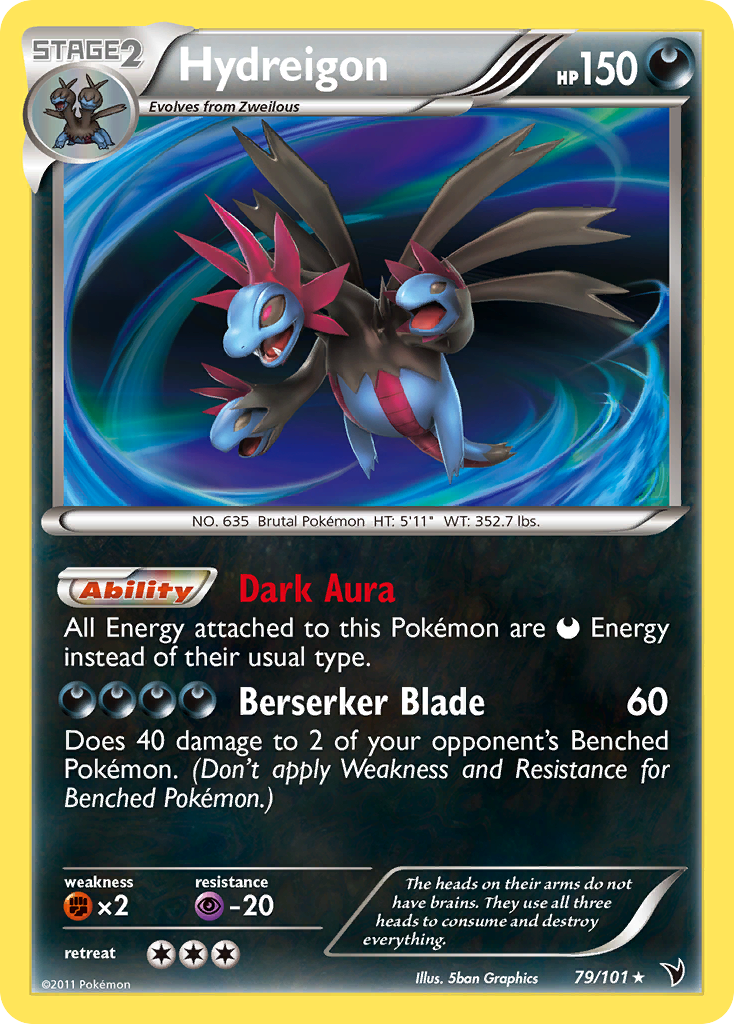 STAGE2
Hydreigon
HP150
Evolves from Zweilous
NO. 635 Brutal Pokémon HT: 5'11" WT: 352.7 lbs.
Ability Dark Aura
All Energy attached to this Pokémon are Energy
instead of their usual type.
Berserker Blade 60
Does 40 damage to 2 of your opponent's Benched
Pokémon. (Don't apply Weakness and Resistance for
Benched Pokémon.)
weakness resistance
×2 -20
retreat
The heads on their arms do not
have brains. They use all three
heads to consume and destroy
everything.
©2011 Pokémon
Illus. 5ban Graphics
79/101 ★